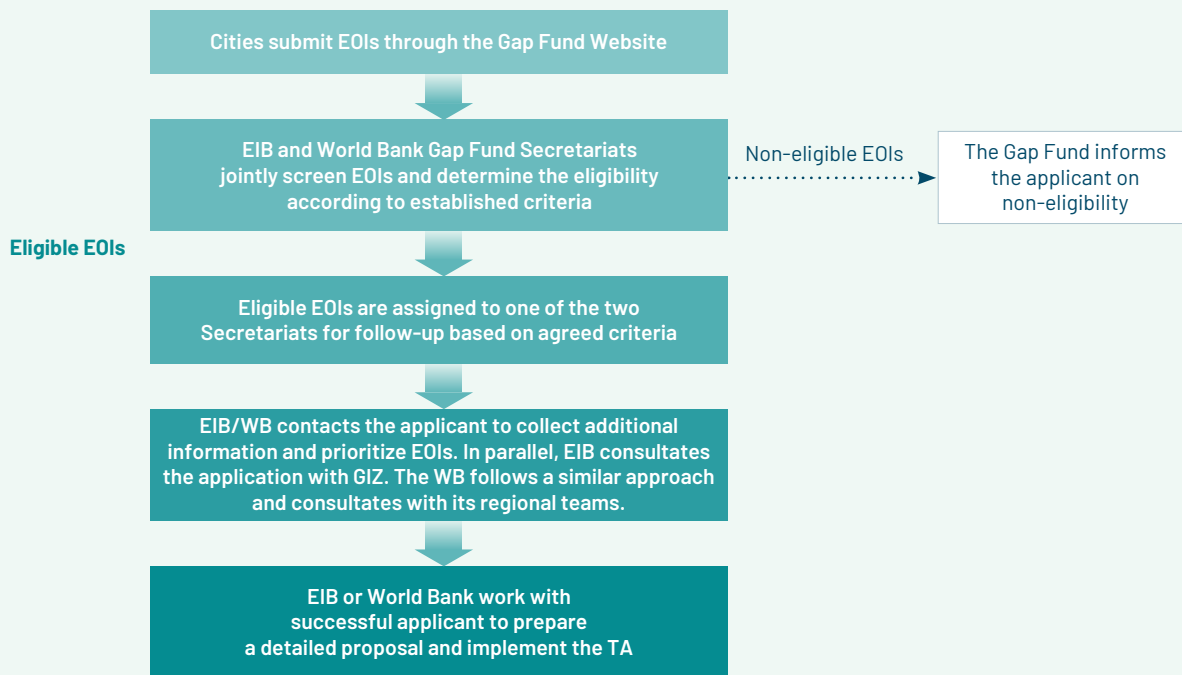 Cities submit EOIs through the Gap Fund Website
EIB and World Bank Gap Fund Secretariats
jointly screen EOIs and determine the eligibility
according to established criteria
Non-eligible EOIs
The Gap Fund informs
the applicant on
non-eligibility
Eligible EOIs
Eligible EOIs are assigned to one of the two
Secretariats for follow-up based on agreed criteria
EIB/WB contacts the applicant to collect additional
information and prioritize EOIs. In parallel, EIB consultates
the application with GIZ. The WB follows a similar approach
and consultates with its regional teams.
EIB or World Bank work with
successful applicant to prepare
a detailed proposal and implement the TA